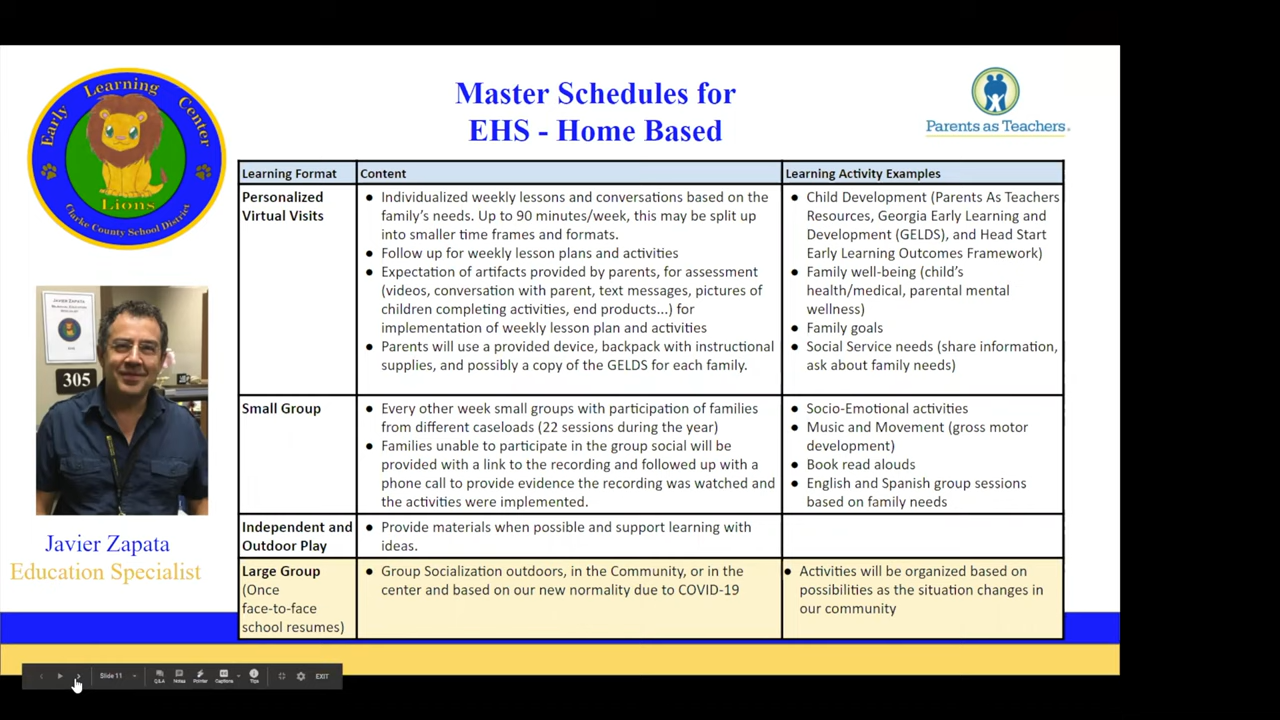 Early Learning Center
Lions
Clarke County School District
Master Schedules for
EHS - Home Based
Parents as Teachers
Learning Format
Content
Learning Activity Examples
Personalized
Virtual Visits
● Individualized weekly lessons and conversations based on the
family's needs. Up to 90 minutes/week, this may be split up
into smaller time frames and formats.
● Follow up for weekly lesson plans and activities
● Expectation of artifacts provided by parents, for assessment
(videos, conversation with parent, text messages, pictures of
children completing activities, end products...) for
implementation of weekly lesson plan and activities
● Parents will use a provided device, backpack with instructional
supplies, and possibly a copy of the GELDS for each family.
● Child Development (Parents As Teachers
Resources, Georgia Early Learning and
Development (GELDS), and Head Start
Early Learning Outcomes Framework)
● Family well-being (child's
health/medical, parental mental
wellness)
● Family goals
● Social Service needs (share information,
ask about family needs)
Small Group
● Every other week small groups with participation of families
from different caseloads (22 sessions during the year)
● Families unable to participate in the group social will be
provided with a link to the recording and followed up with a
phone call to provide evidence the recording was watched and
the activities were implemented.
● Socio-Emotional activities
● Music and Movement (gross motor
development)
● Book read alouds
● English and Spanish group sessions
based on family needs
Independent and
Outdoor Play
● Provide materials when possible and support learning with
ideas.
Large Group
(Once
face-to-face
school resumes)
● Group Socialization outdoors, in the Community, or in the
center and based on our new normality due to COVID-19
● Activities will be organized based on
possibilities as the situation changes in
our community
JAVIER ZAPATA
305
Javier Zapata
Education Specialist
Slide 11
Q&A
Notes
Pointer
Captions
Tips
EXIT